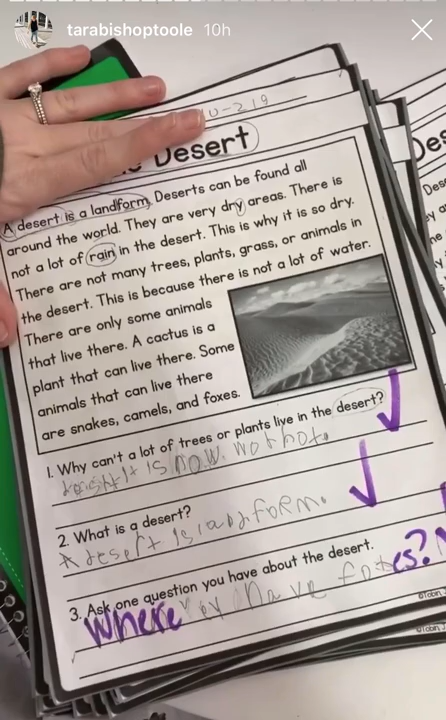 tarabishoptoole 10h
Desert
A desert is a landform. Deserts can be found all
around the world. They are very dry areas. There is
not a lot of rain in the desert. This is why it is so dry.
There are not many trees, plants, grass, or animals in
the desert. This is because there is not a lot of water.
There are only some animals
that live there. A cactus is a
plant that can live there. Some
animals that can live there
are snakes, camels, and foxes.
1. Why can't a lot of trees or plants live in the desert?
2. What is a desert?
A desert is landform.
3. Ask one question you have about the desert.
Where have es?